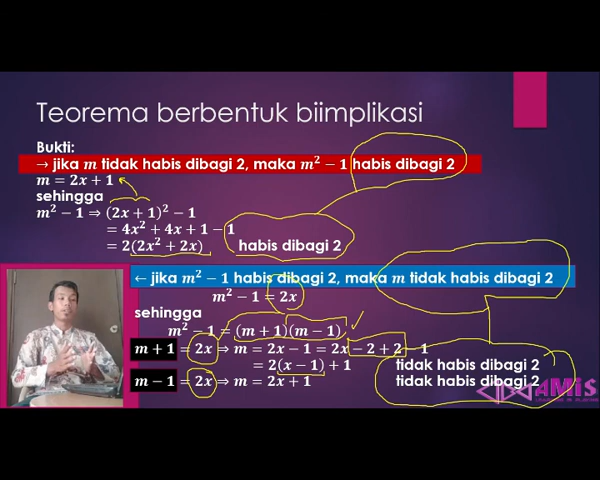 Teorema berbentuk biimplikasi
Bukti:
→ jika m tidak habis dibagi 2, maka m² − 1 habis dibagi 2
m = 2x + 1
sehingga
m² − 1 ⇒ (2x + 1)² − 1
= 4x² + 4x + 1 − 1
= 2(2x² + 2x) habis dibagi 2
← jika m² − 1 habis dibagi 2, maka m tidak habis dibagi 2
m² − 1 = 2x
sehingga
m² − 1 = (m + 1)(m − 1)
m + 1 = 2x ⇒ m = 2x − 1 = 2x − 2 + 2 − 1
= 2(x − 1) + 1 tidak habis dibagi 2
m − 1 = 2x ⇒ m = 2x + 1 tidak habis dibagi 2
AMis